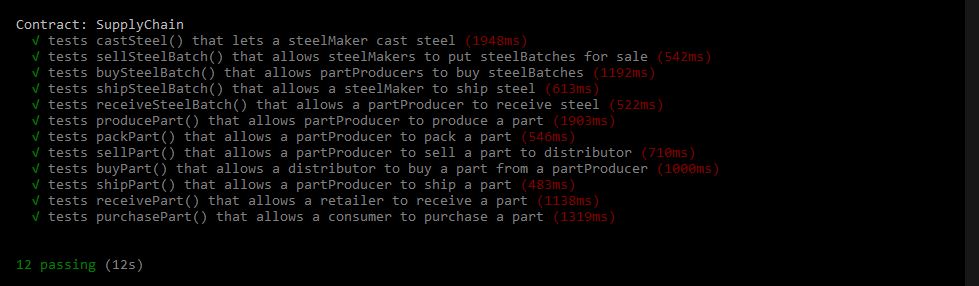 Contract: SupplyChain
√ tests castSteel() that lets a steelMaker cast steel (1948ms)
√ tests sellSteelBatch() that allows steelMakers to put steelBatches for sale (542ms)
√ tests buySteelBatch() that allows partProducers to buy steelBatches (1192ms)
√ tests shipSteelBatch() that allows a steelMaker to ship steel (613ms)
√ tests receiveSteelBatch() that allows a partProducer to receive steel (522ms)
√ tests producePart() that allows partProducer to produce a part (1903ms)
√ tests packPart() that allows a partProducer to pack a part (546ms)
√ tests sellPart() that allows a partProducer to sell a part to distributor (710ms)
√ tests buyPart() that allows a distributor to buy a part from a partProducer (1000ms)
√ tests shipPart() that allows a partProducer to ship a part (483ms)
√ tests receivePart() that allows a retailer to receive a part (1138ms)
√ tests purchasePart() that allows a consumer to purchase a part (1319ms)
12 passing (12s)